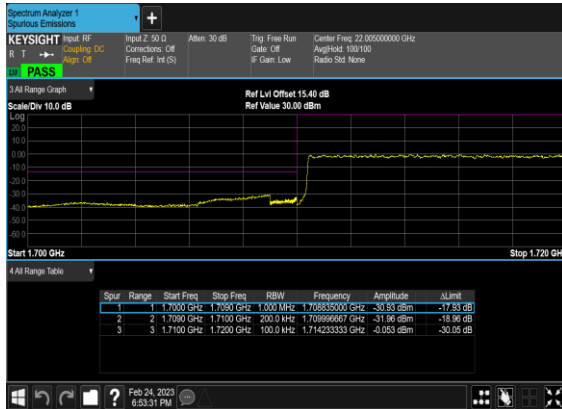 Spectrum Analyzer 1
Spurious Emissions
+
KEYSIGHT Input: RF Input Z: 50 Ω Atten: 30 dB Trig: Free Run Center Freq: 22.005000000 GHz
R T Coupling: DC Corrections: Off Gate: Off Avg|Hold: 100/100
Align: Off Freq Ref: Int (S) IF Gain: Low Radio Std: None
PASS
3 All Range Graph
Ref Lvl Offset 15.40 dB
Scale/Div 10.0 dB Ref Value 30.00 dBm
Log
20.0
10.0
0.00
-10.0
-20.0
-30.0
-40.0
-50.0
-60.0
Start 1.700 GHz Stop 1.720 GH
4 All Range Table
Spur Range Start Freq Stop Freq RBW Frequency Amplitude ΔLimit
1 1 1.7000 GHz 1.7090 GHz 1.000 MHz 1.708835000 GHz -30.93 dBm -17.93 dB
2 2 1.7090 GHz 1.7100 GHz 200.0 kHz 1.709996667 GHz -31.96 dBm -18.96 dB
3 3 1.7100 GHz 1.7200 GHz 100.0 kHz 1.714233333 GHz -0.053 dBm -30.05 dB
?
Feb 24, 2023
6:53:31 PM